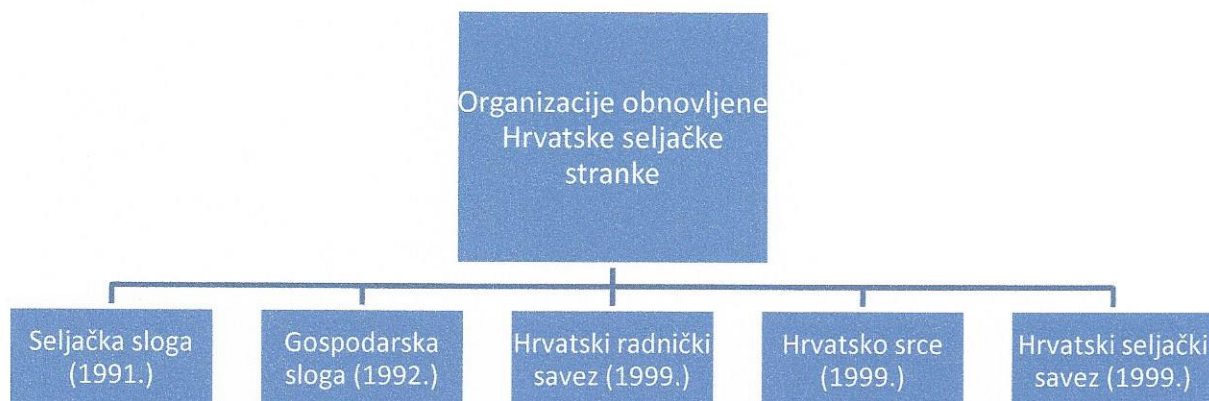 Organizacije obnovljene
Hrvatske seljačke
stranke
Seljačka sloga
(1991.)
Gospodarska
sloga (1992.)
Hrvatski radnički
savez (1999.)
Hrvatsko srce
(1999.)
Hrvatski seljački
savez (1999.)